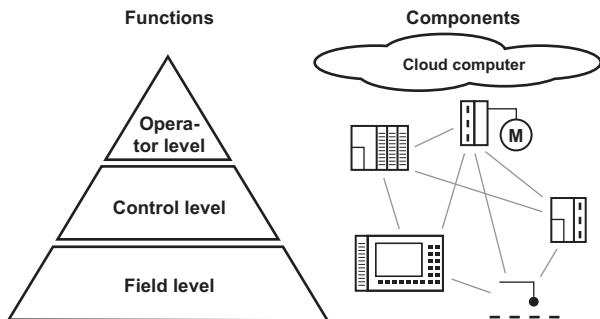 Functions
Components
Cloud computer
Opera-
tor level
M
Control level
Field level